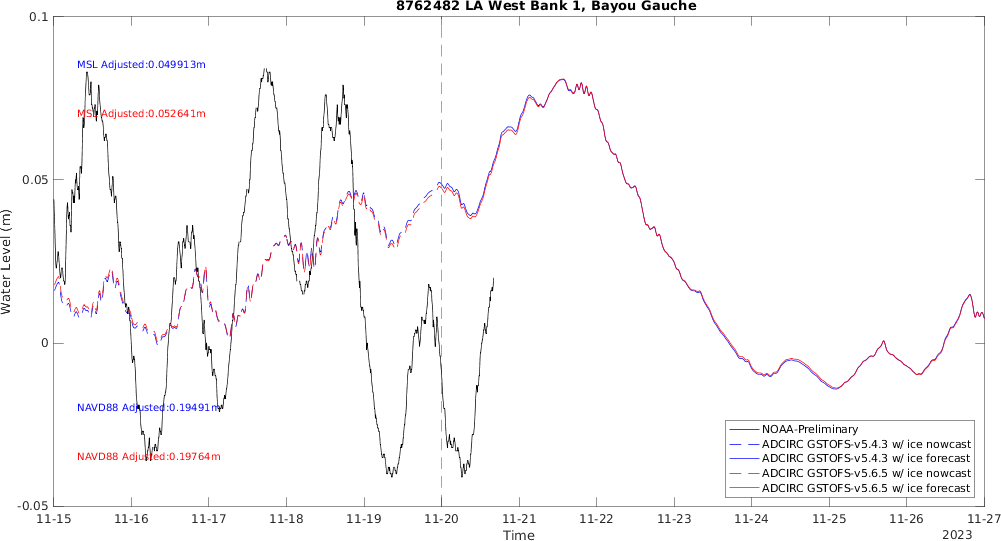 8762482 LA West Bank 1, Bayou Gauche
0.1
MSL Adjusted:0.049913m
MSL Adjusted:0.052641m
0.05
Water Level (m)
0
NAVD88 Adjusted:0.19491m
NAVD88 Adjusted:0.19764m
NOAA-Preliminary
ADCIRC GSTOFS-v5.4.3 w/ ice nowcast
ADCIRC GSTOFS-v5.4.3 w/ ice forecast
ADCIRC GSTOFS-v5.6.5 w/ ice nowcast
ADCIRC GSTOFS-v5.6.5 w/ ice forecast
-0.05
11-15 11-16 11-17 11-18 11-19 11-20 11-21 11-22 11-23 11-24 11-25 11-26 11-27
Time
2023